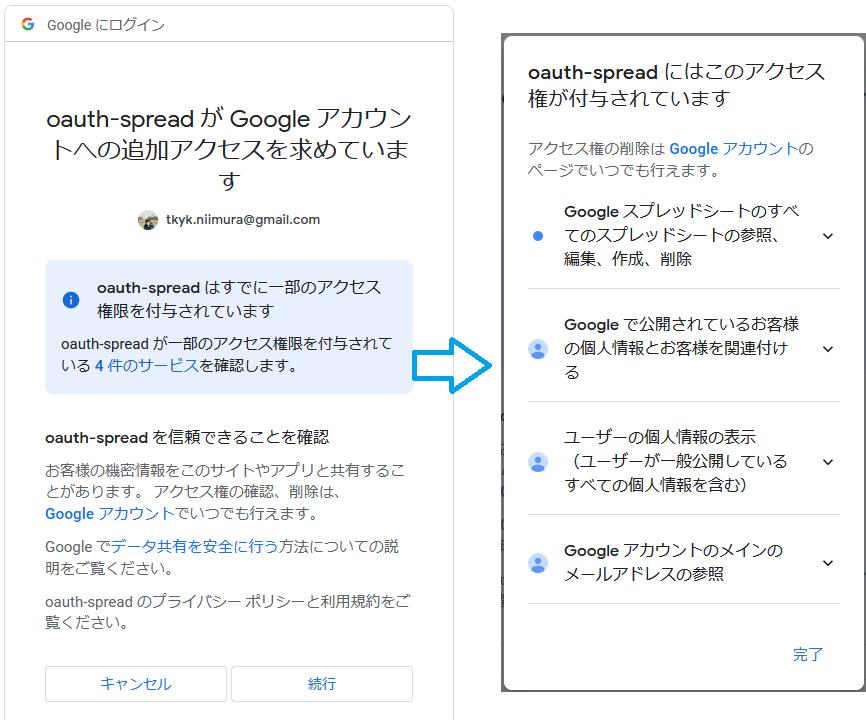 Google にログイン
oauth-spread が Google アカウン
トへの追加アクセスを求めていま
す
tkyk.niimura@gmail.com
oauth-spread はすでに一部のアクセス
権限を付与されています
oauth-spread が一部のアクセス権限を付与されて
いる 4 件のサービスを確認します。
oauth-spread を信頼できることを確認
お客様の機密情報をこのサイトやアプリと共有するこ
とがあります。 アクセス権の確認、削除は、
Google アカウントでいつでも行えます。
Google でデータ共有を安全に行う方法についての説
明をご覧ください。
oauth-spread のプライバシー ポリシーと利用規約をご
覧ください。
キャンセル
続行
oauth-spread にはこのアクセス
権が付与されています
アクセス権の削除は Google アカウントの
ページでいつでも行えます。
Google スプレッドシートのすべ
てのスプレッドシートの参照、
編集、作成、削除
Google で公開されているお客様
の個人情報とお客様を関連付け
る
ユーザーの個人情報の表示
（ユーザーが一般公開している
すべての個人情報を含む）
Google アカウントのメインの
メールアドレスの参照
完了